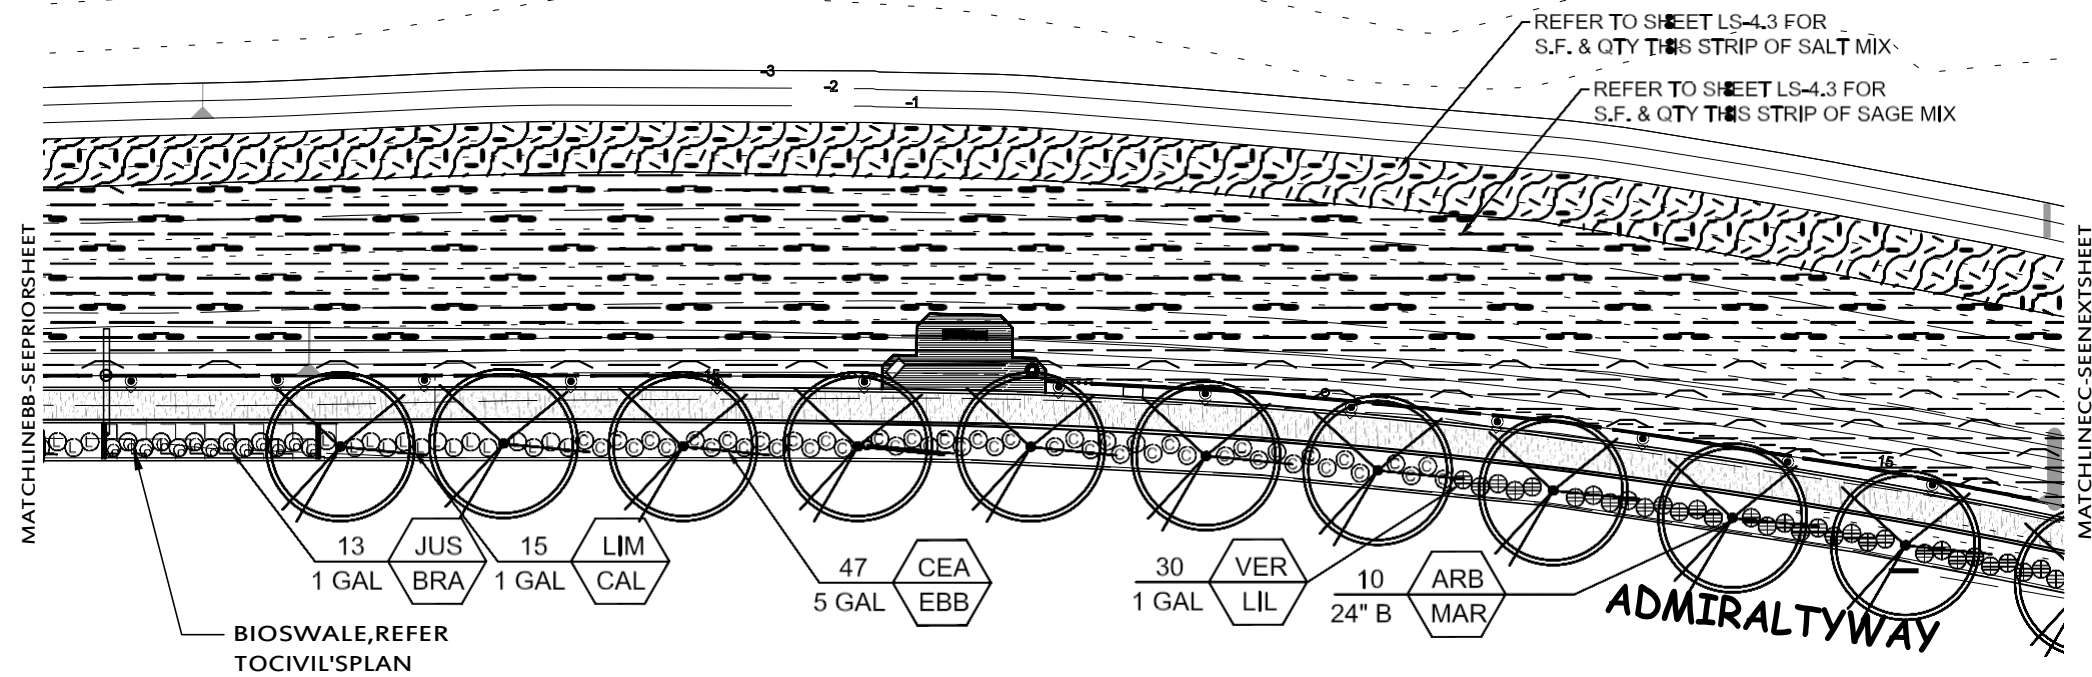 REFER TO SHEET LS-4.3 FOR
S.F. & QTY THIS STRIP OF SALT MIX
-3
-2
-1
REFER TO SHEET LS-4.3 FOR
S.F. & QTY THIS STRIP OF SAGE MIX
MATCHLINEBB-SEEPRIORSHEET
MATCHLINECC-SEENEXTSHEET
15
15
13
1 GAL
JUS
BRA
15
1 GAL
LIM
CAL
47
5 GAL
CEA
EBB
30
1 GAL
VER
LIL
10
24" B
ARB
MAR
ADMIRALTYWAY
BIOSWALE,REFER
TOCIVIL'SPLAN